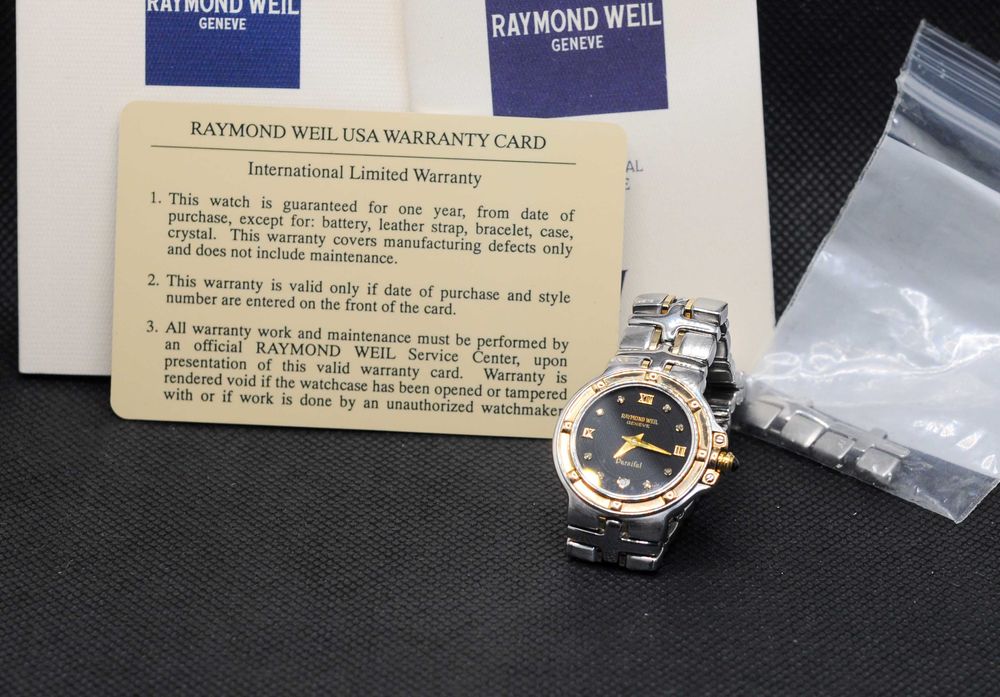 RAYMOND WEIL
GENEVE
RAYMOND WEIL
GENEVE
AL
E
RAYMOND WEIL USA WARRANTY CARD
International Limited Warranty
1. This watch is guaranteed for one year, from date of
purchase, except for: battery, leather strap, bracelet, case,
crystal. This warranty covers manufacturing defects only
and does not include maintenance.
2. This warranty is valid only if date of purchase and style
number are entered on the front of the card.
3. All warranty work and maintenance must be performed by
an official RAYMOND WEIL Service Center, upon
presentation of this valid warranty card. Warranty is
rendered void if the watchcase has been opened or tampered
with or if work is done by an unauthorized watchmaker
XII
RAYMOND WEIL
GENEVE
IX
III
Parsifal